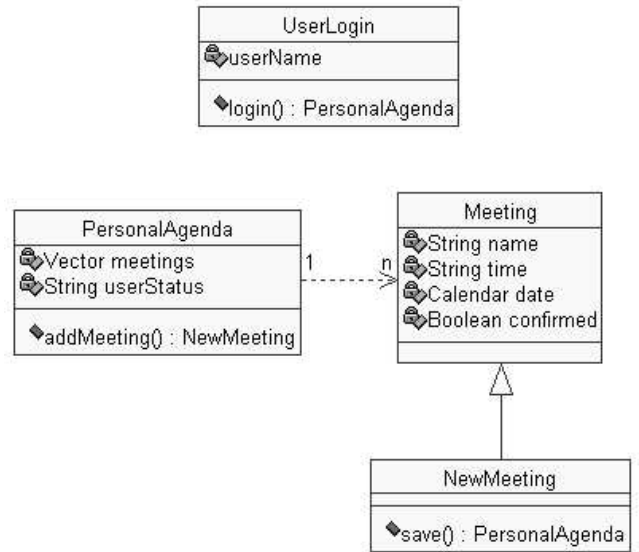 UserLogin
userName
login() : PersonalAgenda
PersonalAgenda
Vector meetings
String userStatus
addMeeting() : NewMeeting
1
n
Meeting
String name
String time
Calendar date
Boolean confirmed
NewMeeting
save() : PersonalAgenda